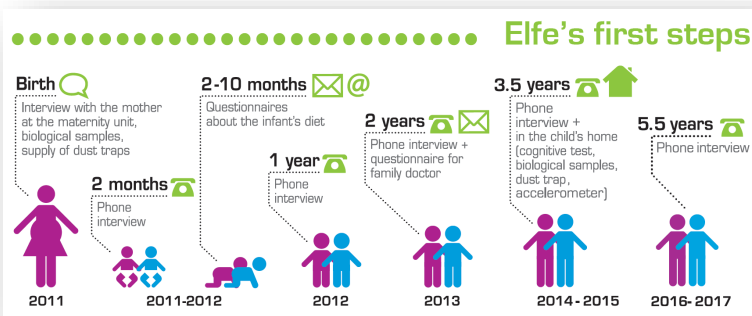 Elfe's first steps
Birth
Interview with the mother
at the maternity unit,
biological samples,
supply of dust traps
2 months
Phone
interview
2-10 months @
Questionnaires
about the infant's diet
1 year
Phone
interview
2 years
Phone interview +
questionnaire for
family doctor
3.5 years
Phone
interview +
in the child's home
(cognitive test,
biological samples,
dust trap,
accelerometer)
5.5 years
Phone interview
2011
2011-2012
2012
2013
2014 - 2015
2016- 2017